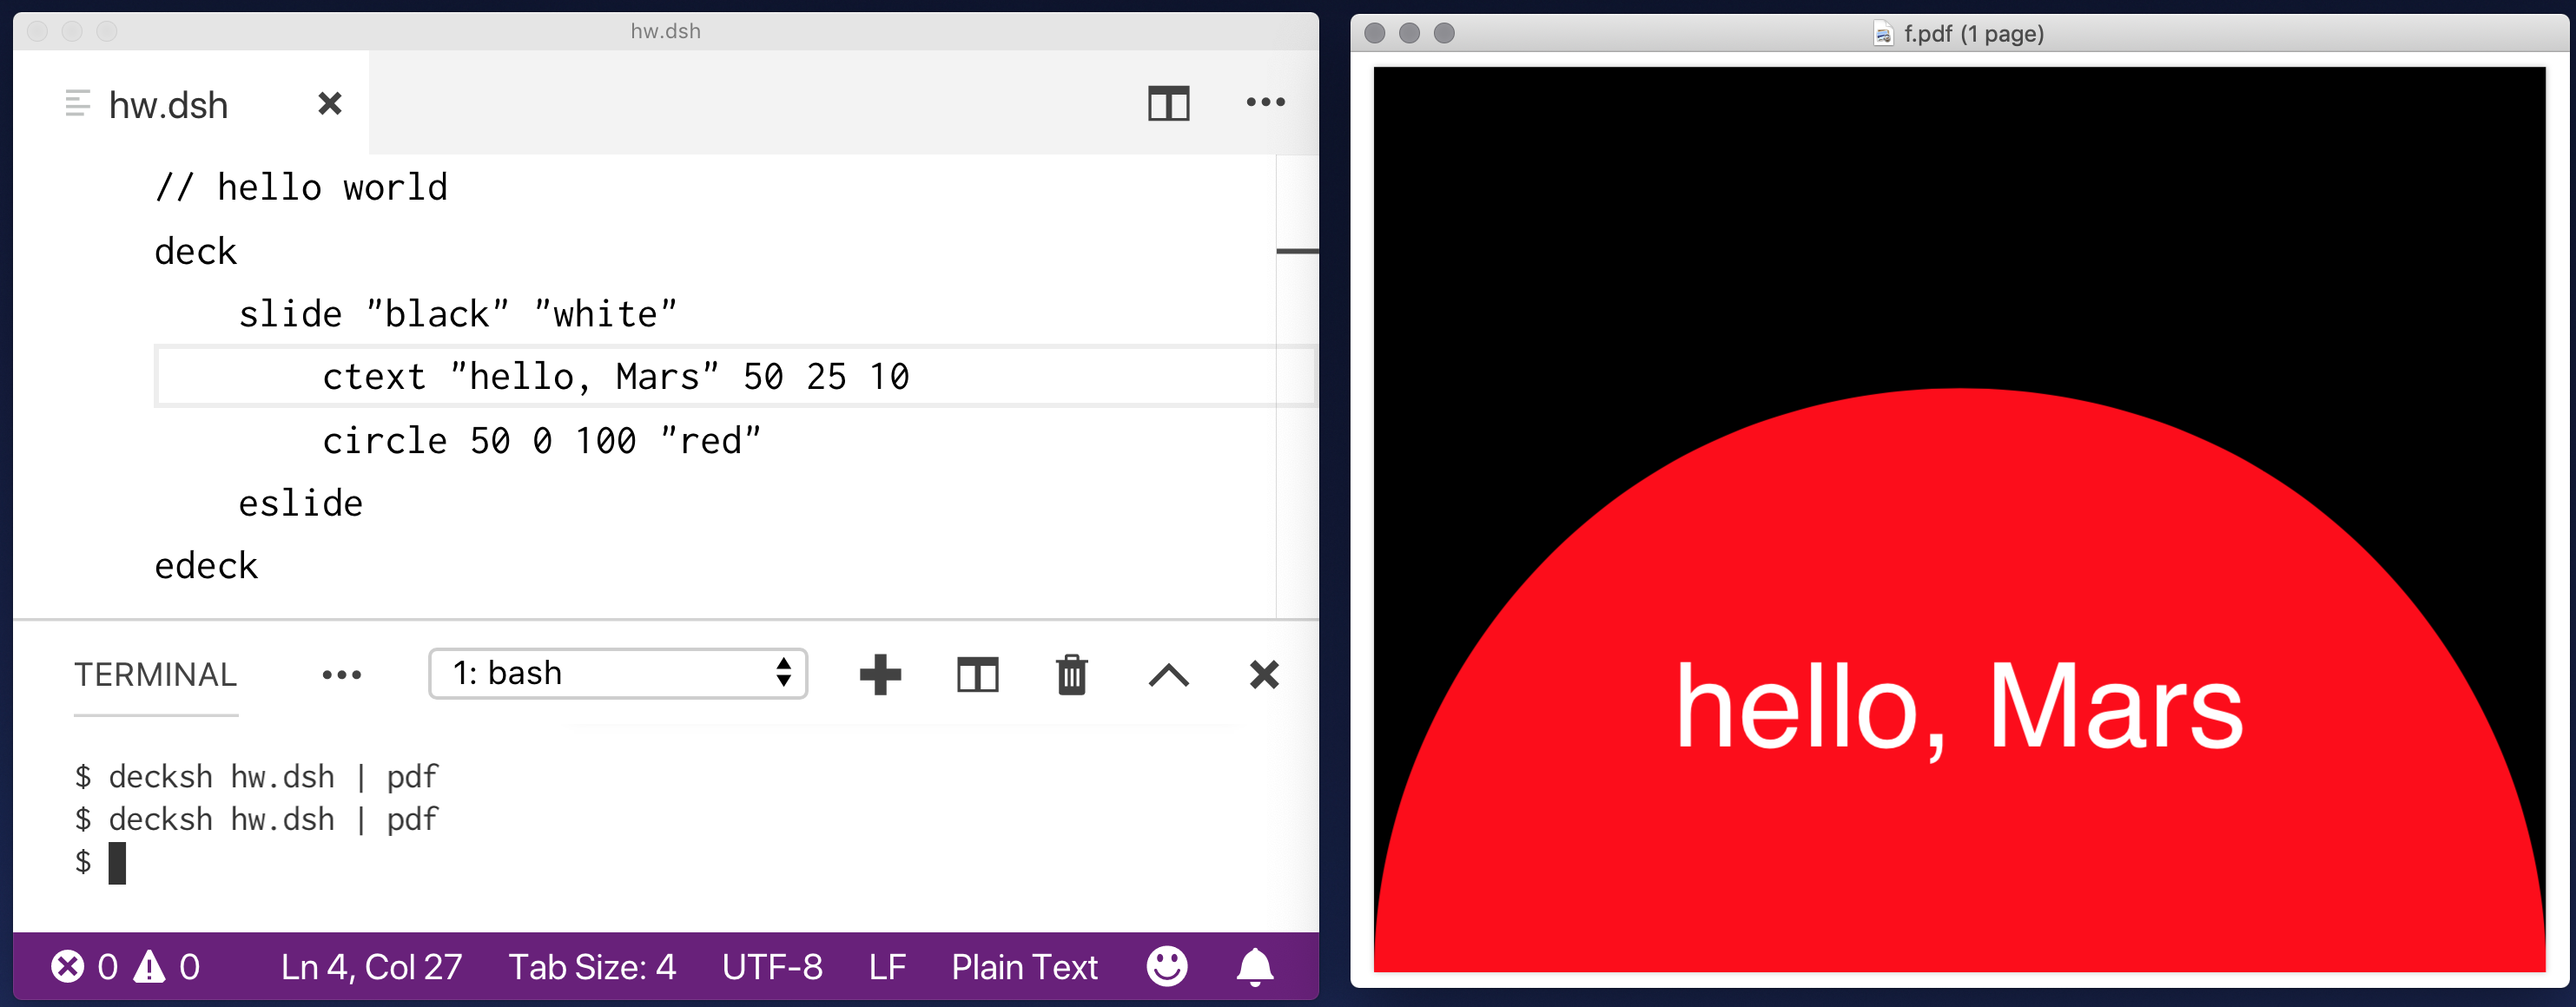 hw.dsh
hw.dsh
// hello world
deck
    slide "black" "white"
        ctext "hello, Mars" 50 25 10
        circle 50 0 100 "red"
    eslide
edeck
TERMINAL 1: bash
$ decksh hw.dsh | pdf
$ decksh hw.dsh | pdf
$
0 0 Ln 4, Col 27 Tab Size: 4 UTF-8 LF Plain Text
f.pdf (1 page)
hello, Mars